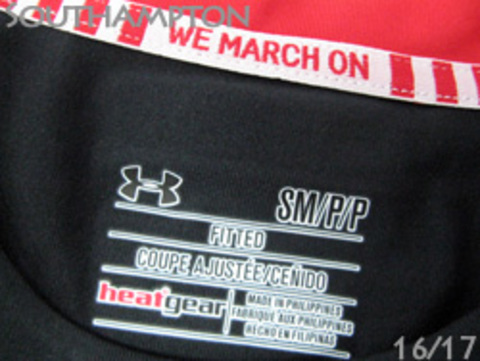 SOUTHAMPTON
WE MARCH ON
SM/P/P
FITTED
COUPE AJUSTÉE/CEÑIDO
heatgear
MADE IN PHILIPPINES
FABRIQUE AUX PHILIPPINES
HECHO EN FILIPINAS
16/17